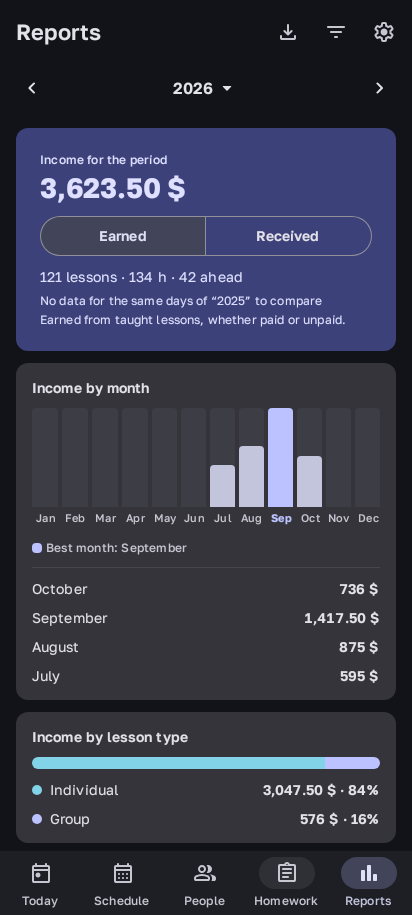 Reports
2026
Income for the period
3,623.50 $
Earned Received
121 lessons · 134 h · 42 ahead
No data for the same days of “2025” to compare
Earned from taught lessons, whether paid or unpaid.
Income by month
Jan Feb Mar Apr May Jun Jul Aug Sep Oct Nov Dec
Best month: September
October 736 $
September 1,417.50 $
August 875 $
July 595 $
Income by lesson type
Individual 3,047.50 $ · 84%
Group 576 $ · 16%
Today Schedule People Homework Reports